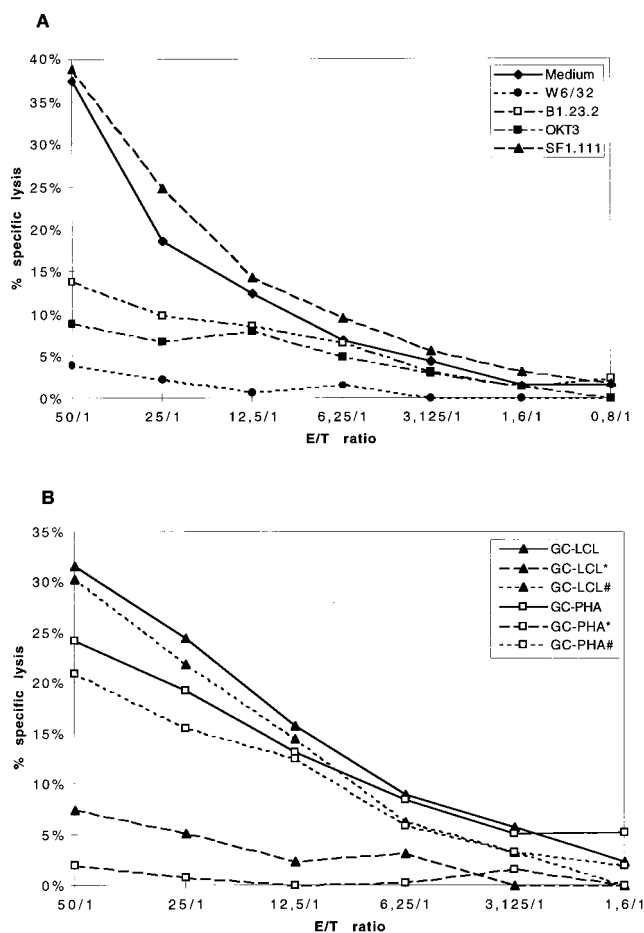 A
40%
35%
30%
25%
20%
15%
10%
5%
0%
% specific lysis
Medium
W6/32
B1.23.2
OKT3
SF1.111
50/1 25/1 12,5/1 6,25/1 3,125/1 1,6/1 0,8/1
E/T ratio
B
35%
30%
25%
20%
15%
10%
5%
0%
% specific lysis
GC-LCL
GC-LCL*
GC-LCL#
GC-PHA
GC-PHA*
GC-PHA#
50/1 25/1 12,5/1 6,25/1 3,125/1 1,6/1
E/T ratio